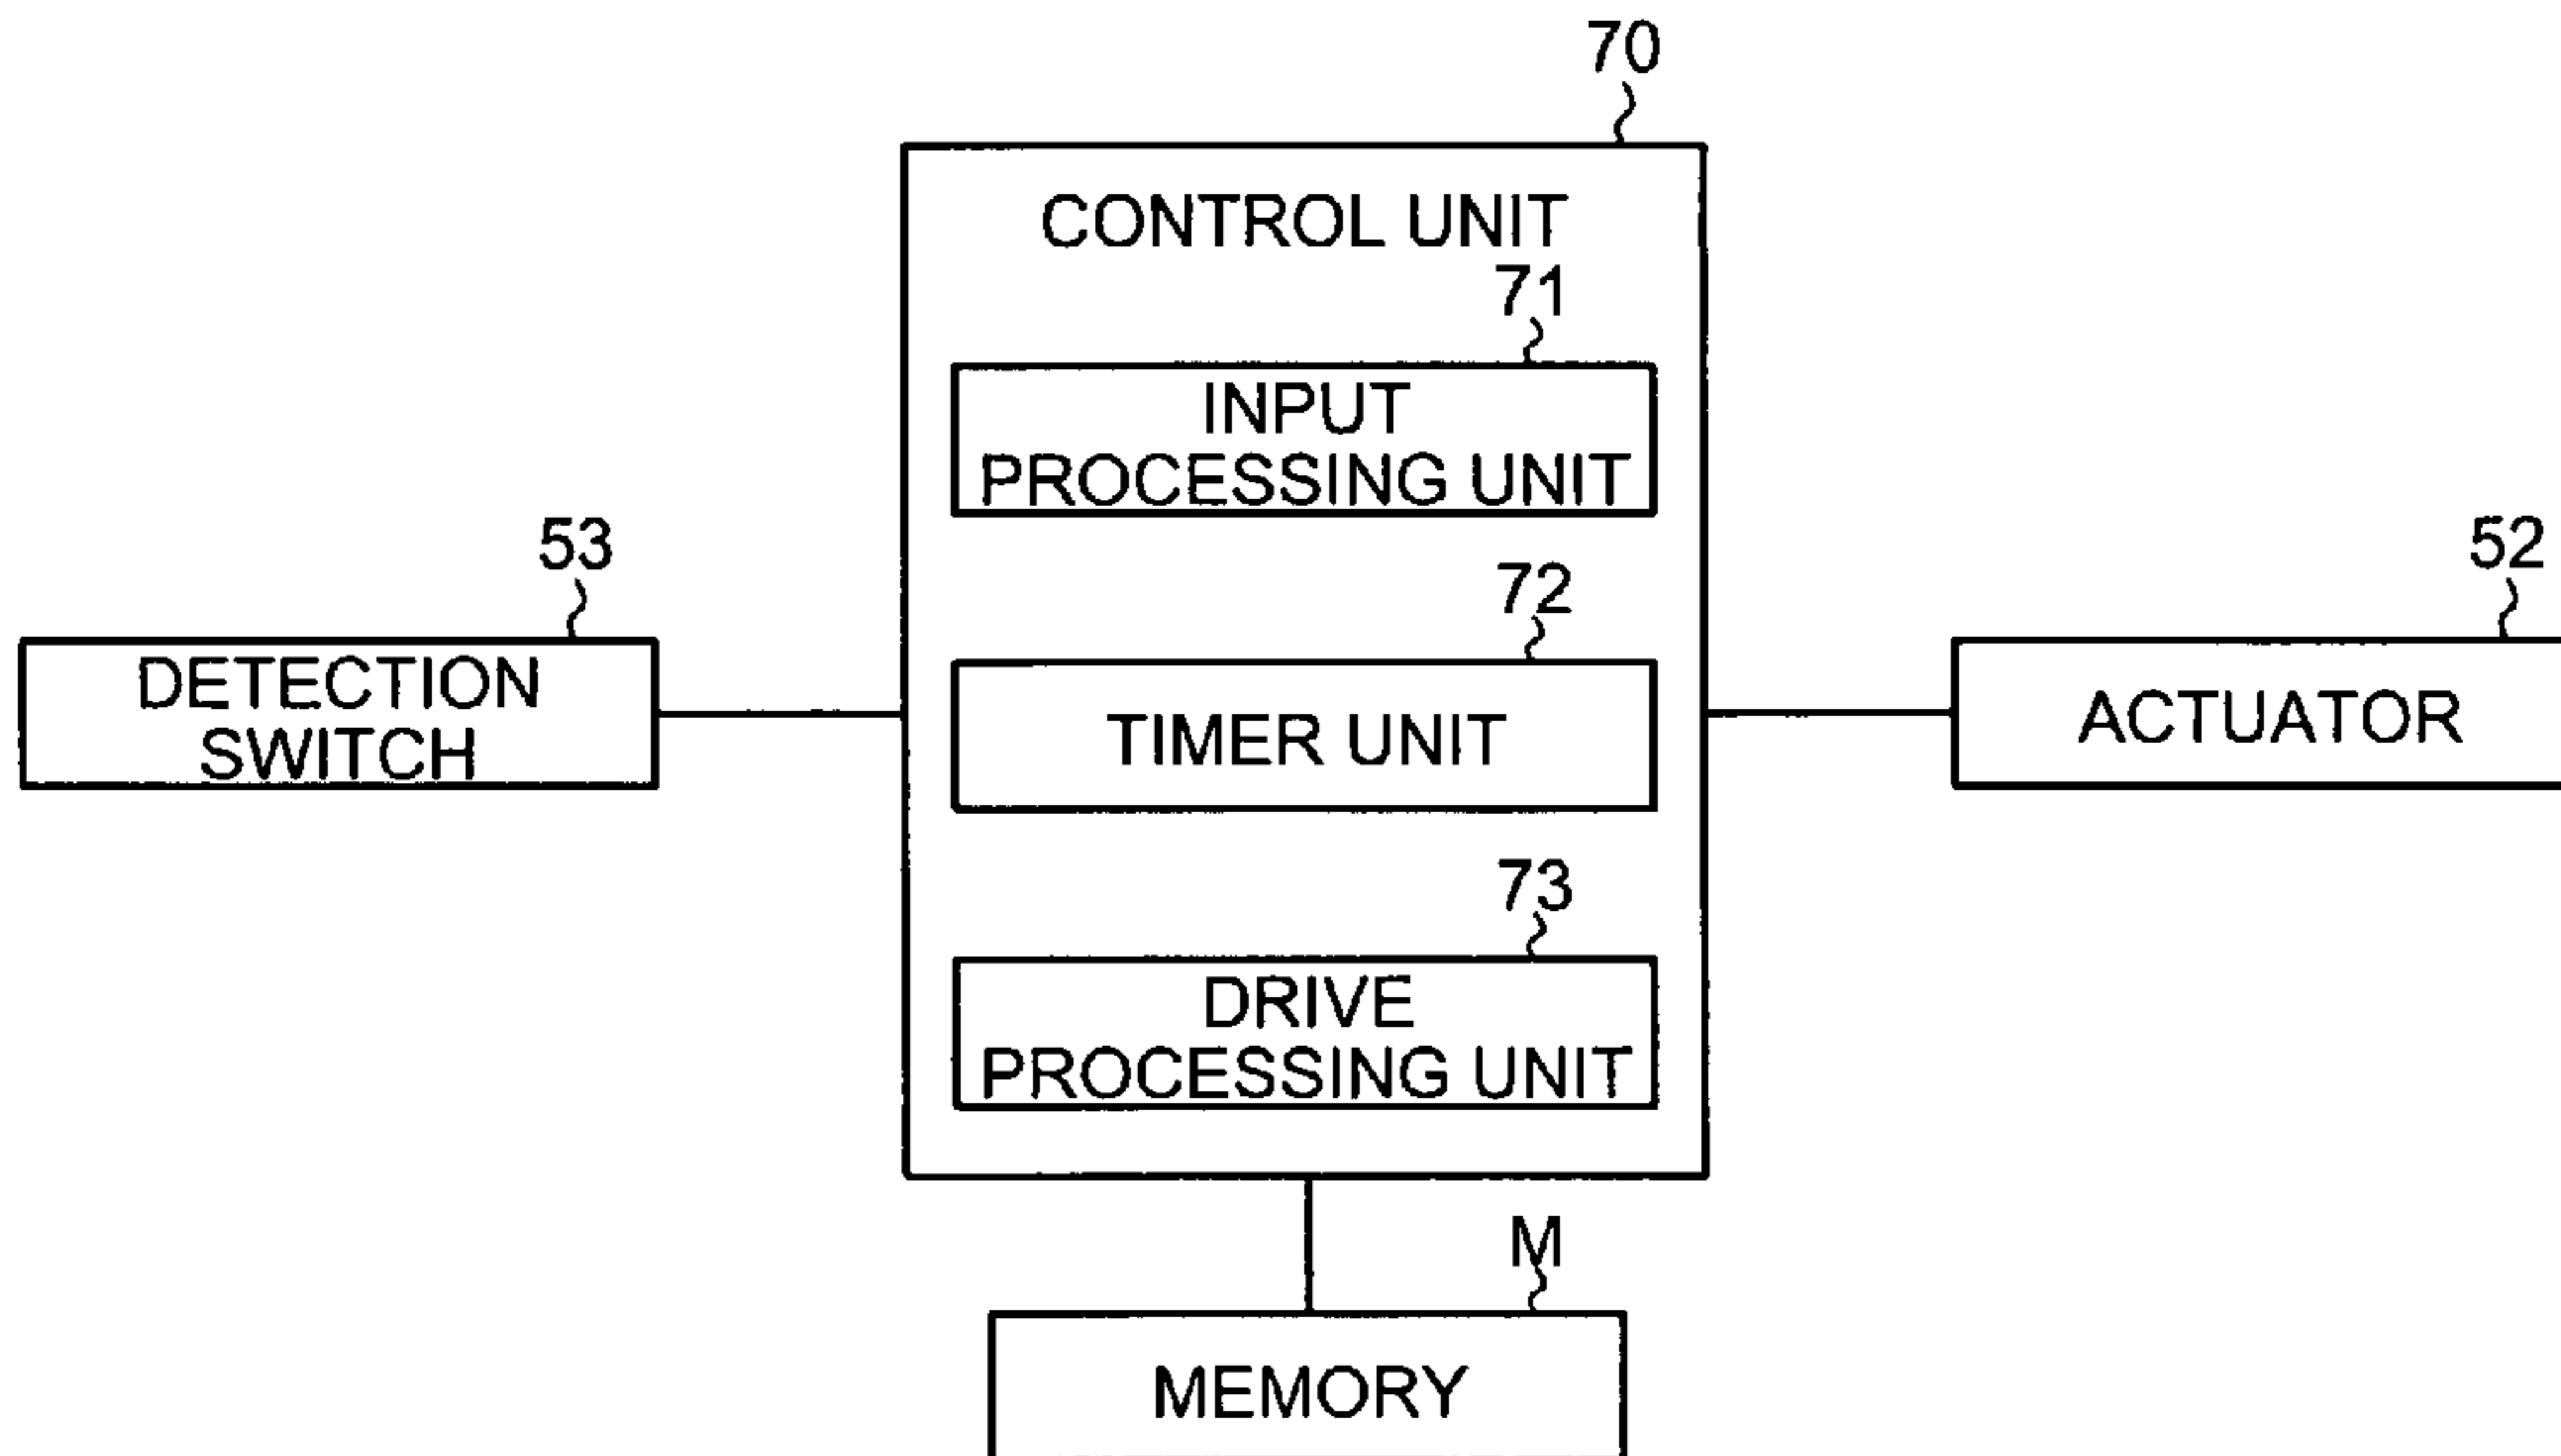 70
CONTROL UNIT
71
INPUT
PROCESSING UNIT
53
DETECTION
SWITCH
72
TIMER UNIT
52
ACTUATOR
73
DRIVE
PROCESSING UNIT
M
MEMORY